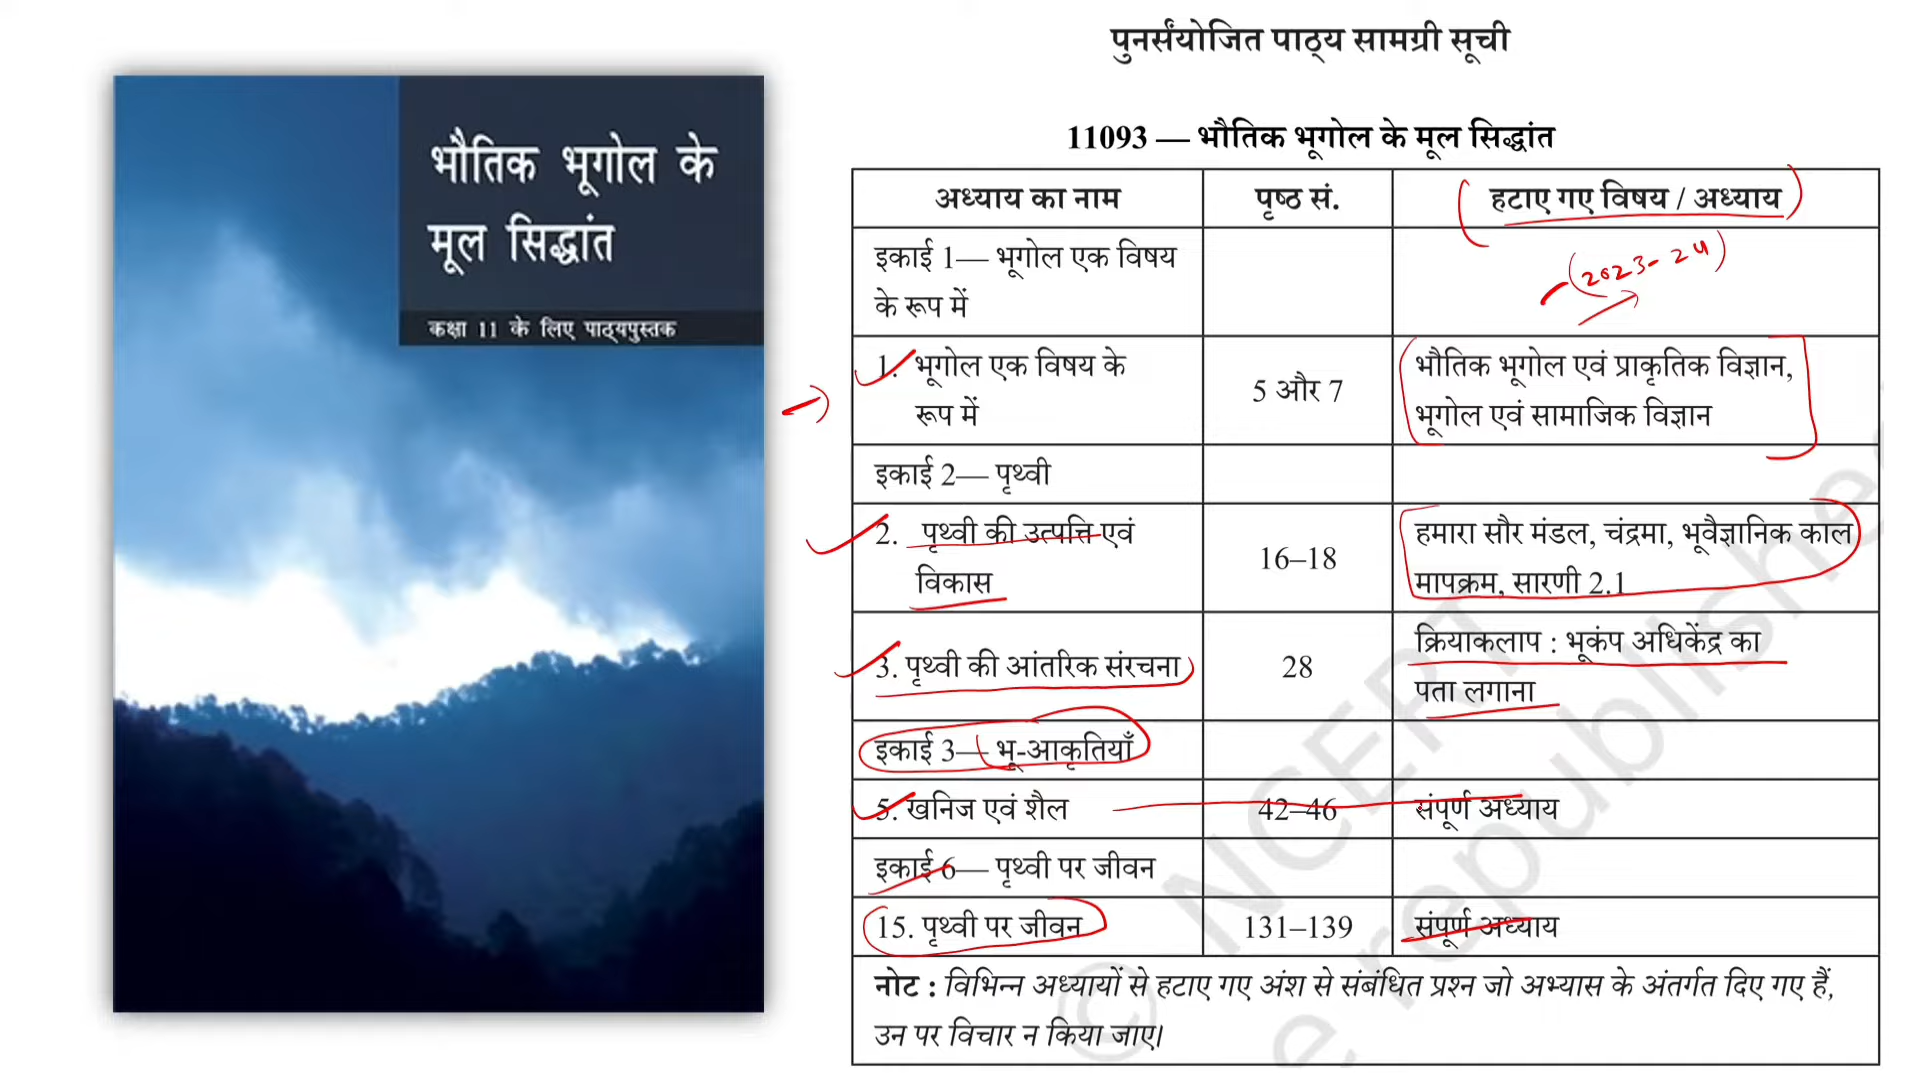 भौतिक भूगोल के
मूल सिद्धांत
कक्षा 11 के लिए पाठ्यपुस्तक
पुनर्संयोजित पाठ्य सामग्री सूची
11093 — भौतिक भूगोल के मूल सिद्धांत
अध्याय का नाम पृष्ठ सं. हटाए गए विषय / अध्याय
(2023-24)
इकाई 1— भूगोल एक विषय
के रूप में
1. भूगोल एक विषय के
रूप में
5 और 7
भौतिक भूगोल एवं प्राकृतिक विज्ञान,
भूगोल एवं सामाजिक विज्ञान
इकाई 2— पृथ्वी
2. पृथ्वी की उत्पत्ति एवं
विकास
16–18
हमारा सौर मंडल, चंद्रमा, भूवैज्ञानिक काल
मापक्रम, सारणी 2.1
3. पृथ्वी की आंतरिक संरचना
28
क्रियाकलाप : भूकंप अधिकेंद्र का
पता लगाना
इकाई 3— भू-आकृतियाँ
5. खनिज एवं शैल 42–46 संपूर्ण अध्याय
इकाई 6— पृथ्वी पर जीवन
15. पृथ्वी पर जीवन 131–139 संपूर्ण अध्याय
नोट : विभिन्न अध्यायों से हटाए गए अंश से संबंधित प्रश्न जो अभ्यास के अंतर्गत दिए गए हैं,
उन पर विचार न किया जाए।
© NCERT
republishe